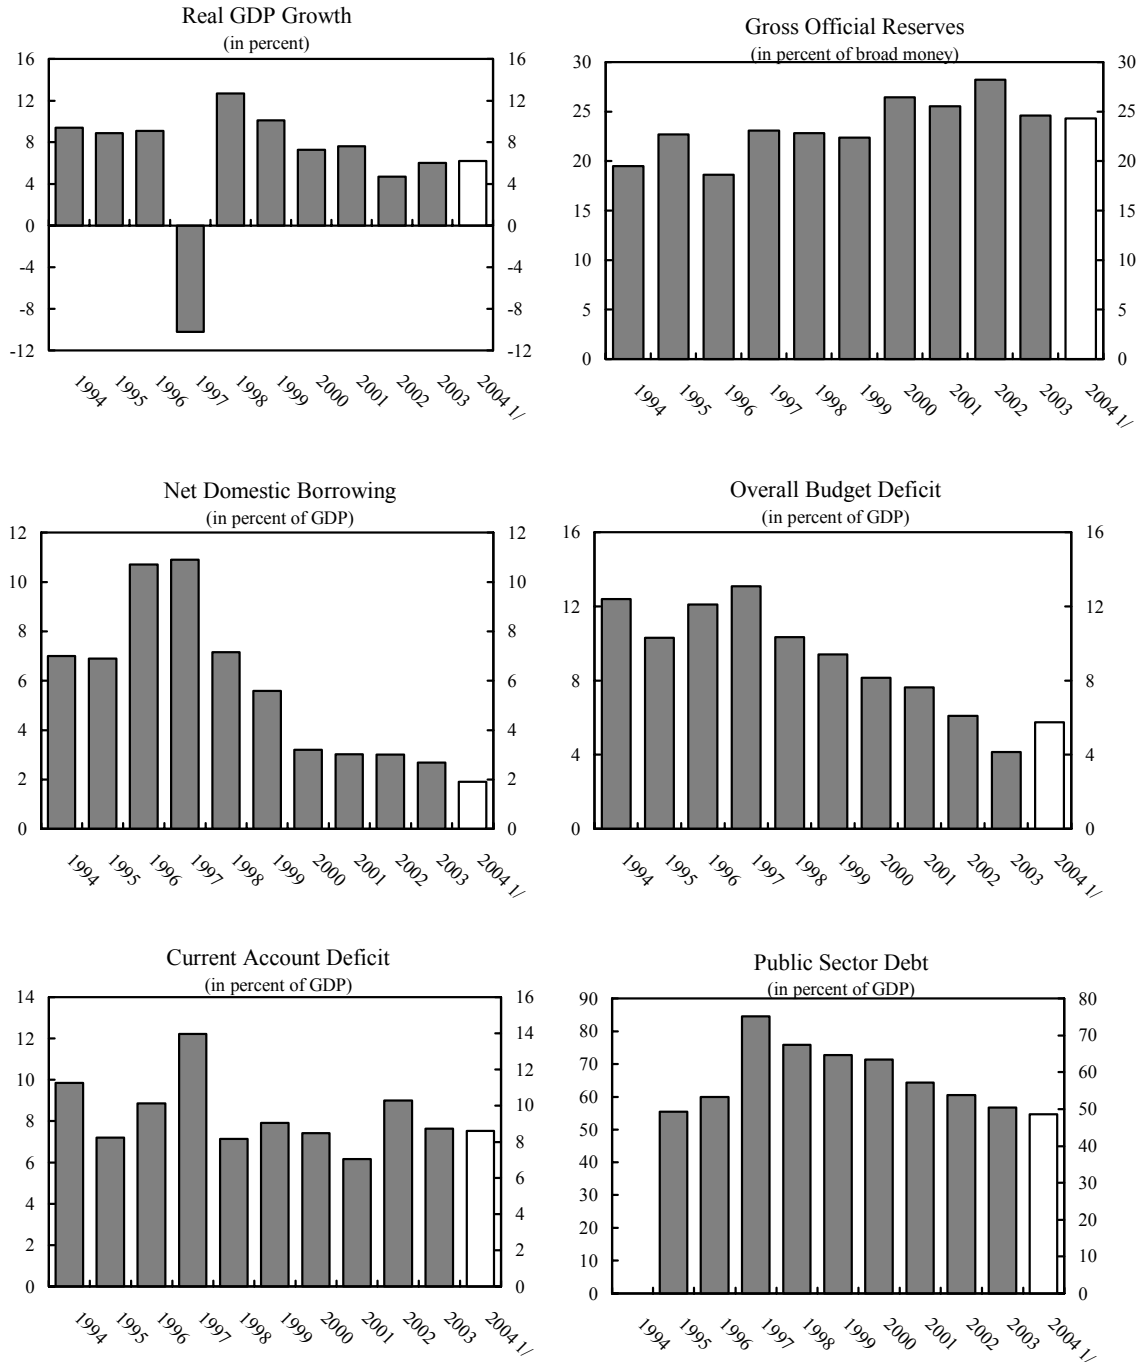 Real GDP Growth
(in percent)
16 16
12 12
8 8
4 4
0 0
-4 -4
-8 -8
-12 -12
1994 1995 1996 1997 1998 1999 2000 2001 2002 2003 2004 1/
Gross Official Reserves
(in percent of broad money)
30 30
25 25
20 20
15 15
10 10
5 5
0 0
1994 1995 1996 1997 1998 1999 2000 2001 2002 2003 2004 1/
Net Domestic Borrowing
(in percent of GDP)
12 12
10 10
8 8
6 6
4 4
2 2
0 0
1994 1995 1996 1997 1998 1999 2000 2001 2002 2003 2004 1/
Overall Budget Deficit
(in percent of GDP)
16 16
12 12
8 8
4 4
0 0
1994 1995 1996 1997 1998 1999 2000 2001 2002 2003 2004 1/
Current Account Deficit
(in percent of GDP)
14 16
12 14
10 12
8 10
6 8
4 6
2 4
0 2
0
1994 1995 1996 1997 1998 1999 2000 2001 2002 2003 2004 1/
Public Sector Debt
(in percent of GDP)
90 80
80 70
70 60
60 50
50 40
40 30
30 20
20 10
10 0
0
1994 1995 1996 1997 1998 1999 2000 2001 2002 2003 2004 1/